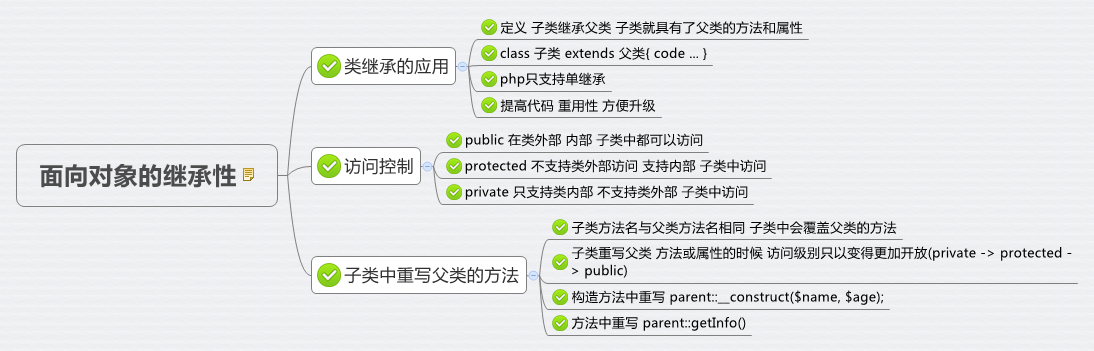 面向对象的继承性
类继承的应用
定义 子类继承父类 子类就具有了父类的方法和属性
class 子类 extends 父类{ code ... }
php只支持单继承
提高代码 重用性 方便升级
访问控制
public 在类外部 内部 子类中都可以访问
protected 不支持类外部访问 支持内部 子类中访问
private 只支持类内部 不支持类外部 子类中访问
子类中重写父类的方法
子类方法名与父类方法名相同 子类中会覆盖父类的方法
子类重写父类 方法或属性的时候 访问级别只以变得更加开放(private -> protected -
> public)
构造方法中重写 parent::__construct($name, $age);
方法中重写 parent::getInfo()